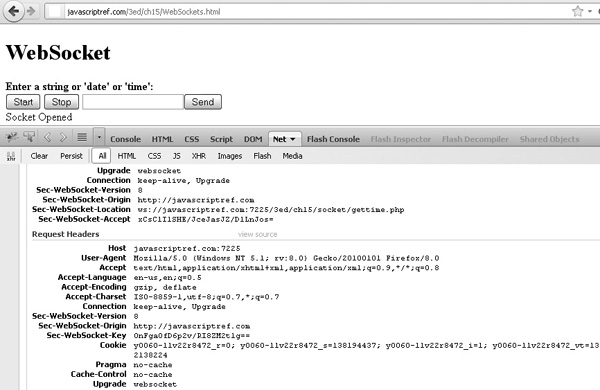 javascriptref.com/3ed/ch15/WebSockets.html
WebSocket
Enter a string or 'date' or 'time':
Start Stop Send
Socket Opened
Console HTML CSS Script DOM Net Flash Console Flash Inspector Flash Decompiler Shared Objects
Clear Persist All HTML CSS JS XHR Images Flash Media
Upgrade websocket
Connection keep-alive, Upgrade
Sec-WebSocket-Version 8
Sec-WebSocket-Origin http://javascriptref.com
Sec-WebSocket-Location ws://javascriptref.com:7225/3ed/ch15/socket/gettime.php
Sec-WebSocket-Accept
Request Headers view source
Host javascriptref.com:7225
User-Agent Mozilla/5.0 (Windows NT 5.1; rv:8.0) Gecko/20100101 Firefox/8.0
Accept text/html,application/xhtml+xml,application/xml;q=0.9,*/*;q=0.8
Accept-Language en-us,en;q=0.5
Accept-Encoding gzip, deflate
Accept-Charset ISO-8859-1,utf-8;q=0.7,*;q=0.7
Connection keep-alive, Upgrade
Sec-WebSocket-Version 8
Sec-WebSocket-Origin http://javascriptref.com
Sec-WebSocket-Key
Cookie y0060-11v22r8472_r=0; y0060-11v22r8472_s=138194437; y0060-11v22r8472_i=1; y0060-11v22r8472_vt=13
2138224
Pragma no-cache
Cache-Control no-cache
Upgrade websocket